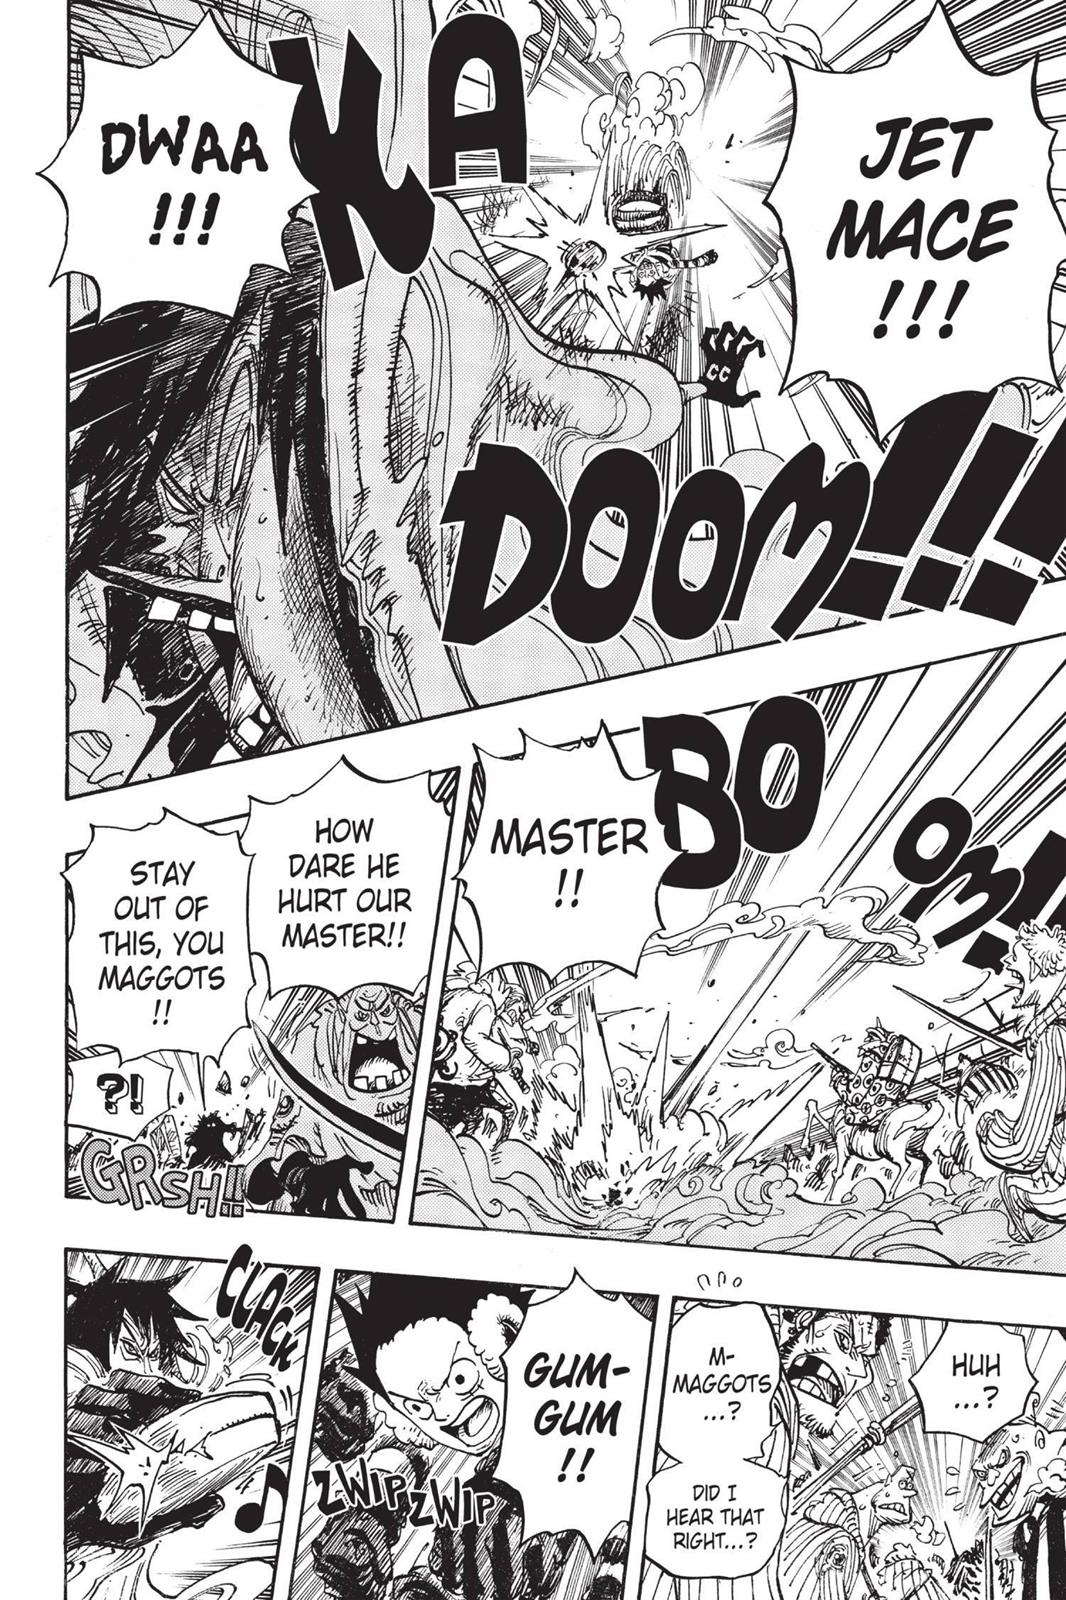 JET
MACE
!!!
KA
DOOM!!!
DWAA
!!!
CC
BO
OM!!
MASTER
!!
HOW
DARE HE
HURT OUR
MASTER!!
STAY
OUT OF
THIS, YOU
MAGGOTS
!!
?!
GRSH!!
HUH
...?
M-
MAGGOTS
...?
DID I
HEAR THAT
RIGHT...?
GUM-
GUM
!!
ZWIP
ZWIP
CLACK